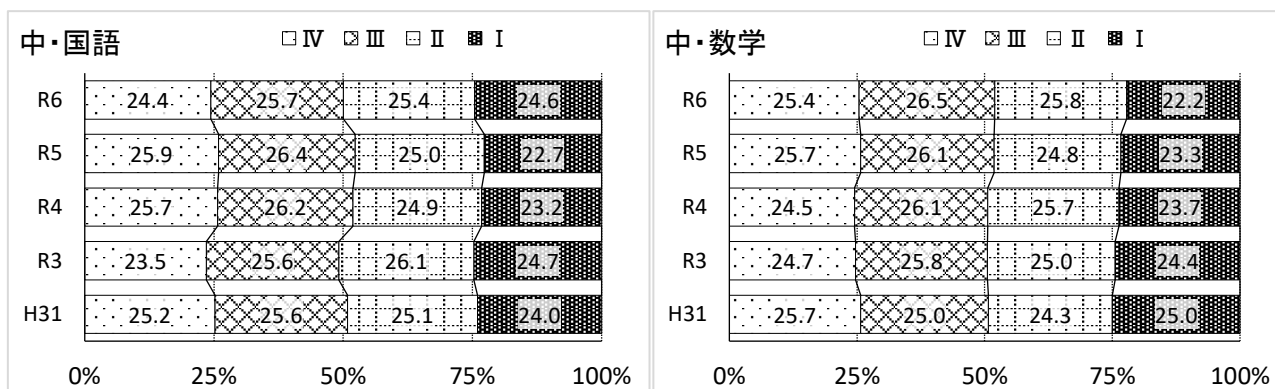 中・国語
Ⅳ Ⅲ Ⅱ Ⅰ
R6 24.4 25.7 25.4 24.6
R5 25.9 26.4 25.0 22.7
R4 25.7 26.2 24.9 23.2
R3 23.5 25.6 26.1 24.7
H31 25.2 25.6 25.1 24.0
0% 25% 50% 75% 100%
中・数学
Ⅳ Ⅲ Ⅱ Ⅰ
R6 25.4 26.5 25.8 22.2
R5 25.7 26.1 24.8 23.3
R4 24.5 26.1 25.7 23.7
R3 24.7 25.8 25.0 24.4
H31 25.7 25.0 24.3 25.0
0% 25% 50% 75% 100%